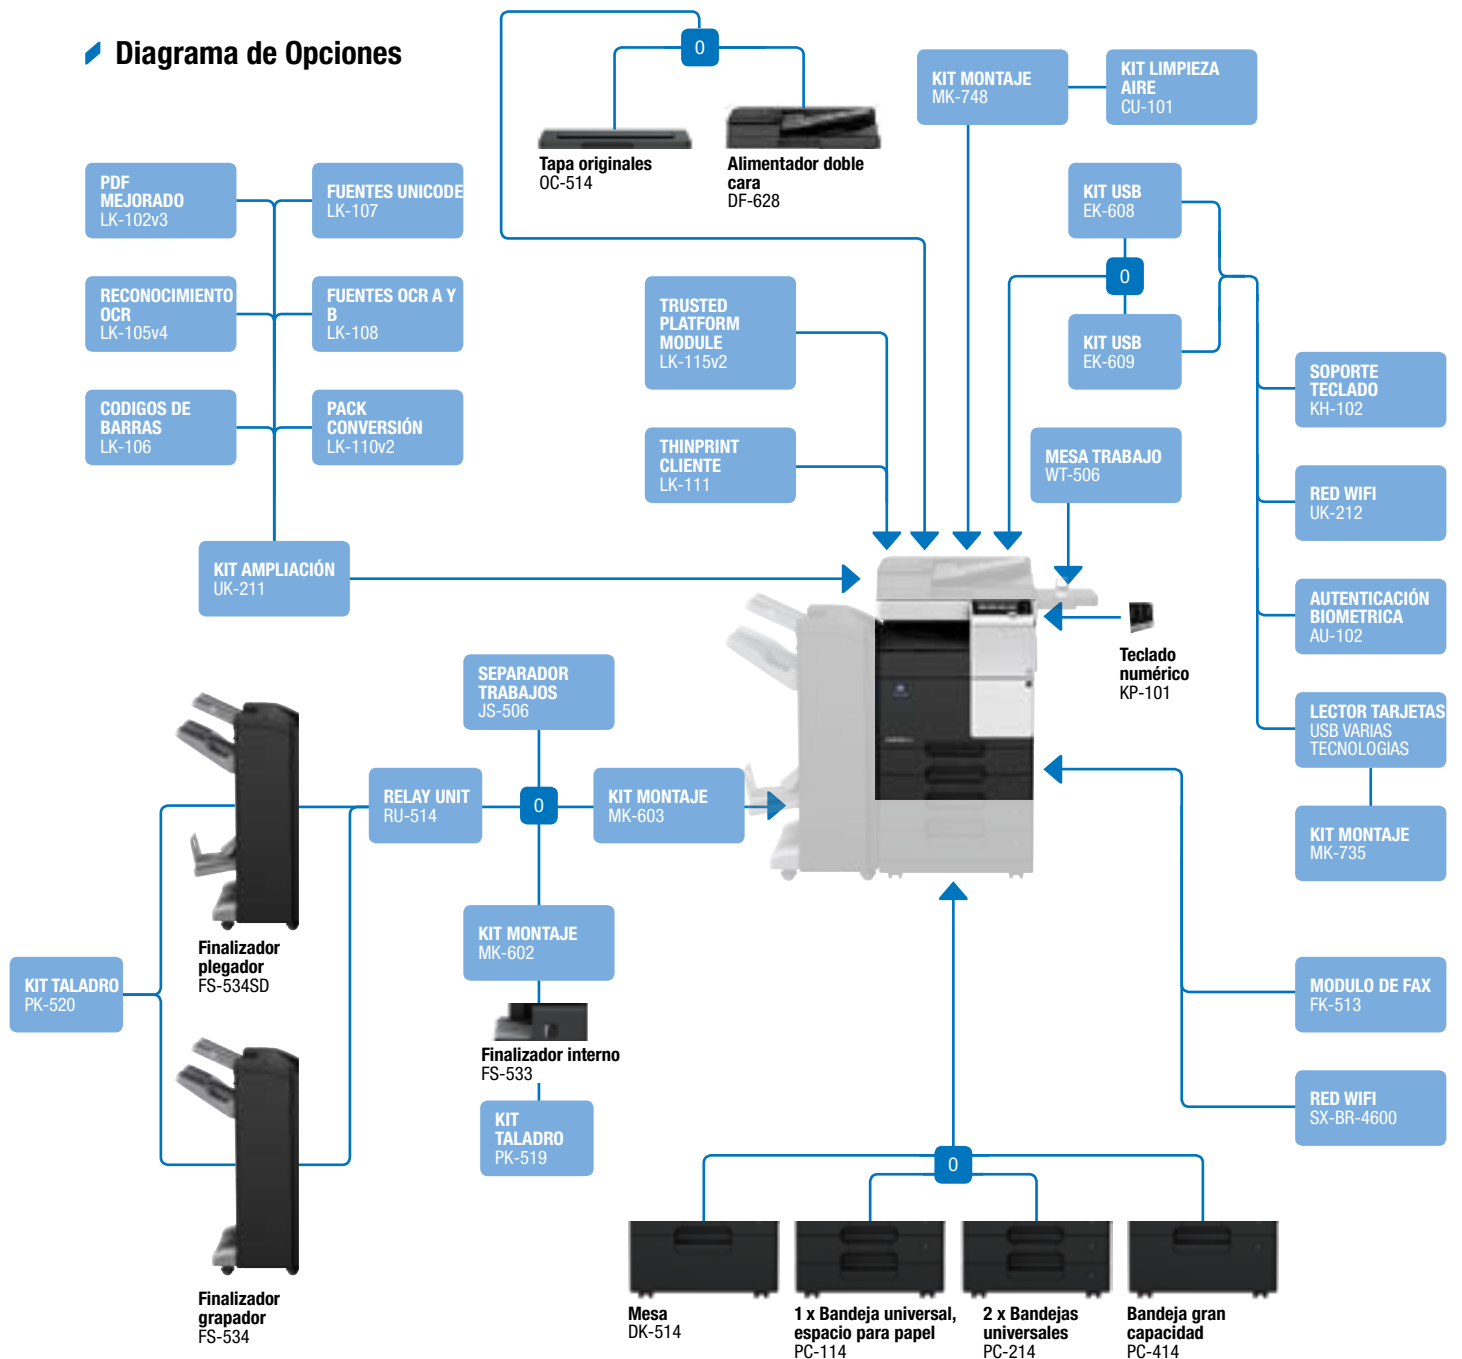 Diagrama de Opciones
0
Tapa originales
OC-514
Alimentador doble
cara
DF-628
KIT MONTAJE
MK-748
KIT LIMPIEZA
AIRE
CU-101
PDF
MEJORADO
LK-102v3
FUENTES UNICODE
LK-107
RECONOCIMIENTO
OCR
LK-105v4
FUENTES OCR A Y
B
LK-108
CODIGOS DE
BARRAS
LK-106
PACK
CONVERSIÓN
LK-110v2
KIT AMPLIACIÓN
UK-211
TRUSTED
PLATFORM
MODULE
LK-115v2
THINPRINT
CLIENTE
LK-111
KIT USB
EK-608
0
KIT USB
EK-609
MESA TRABAJO
WT-506
SOPORTE
TECLADO
KH-102
RED WIFI
UK-212
AUTENTICACIÓN
BIOMETRICA
AU-102
LECTOR TARJETAS
USB VARIAS
TECNOLOGIAS
KIT MONTAJE
MK-735
Teclado
numérico
KP-101
SEPARADOR
TRABAJOS
JS-506
RELAY UNIT
RU-514
0
KIT MONTAJE
MK-603
KIT MONTAJE
MK-602
Finalizador interno
FS-533
KIT
TALADRO
PK-519
Finalizador
plegador
FS-534SD
KIT TALADRO
PK-520
Finalizador
grapador
FS-534
MODULO DE FAX
FK-513
RED WIFI
SX-BR-4600
0
Mesa
DK-514
1 x Bandeja universal,
espacio para papel
PC-114
2 x Bandejas
universales
PC-214
Bandeja gran
capacidad
PC-414